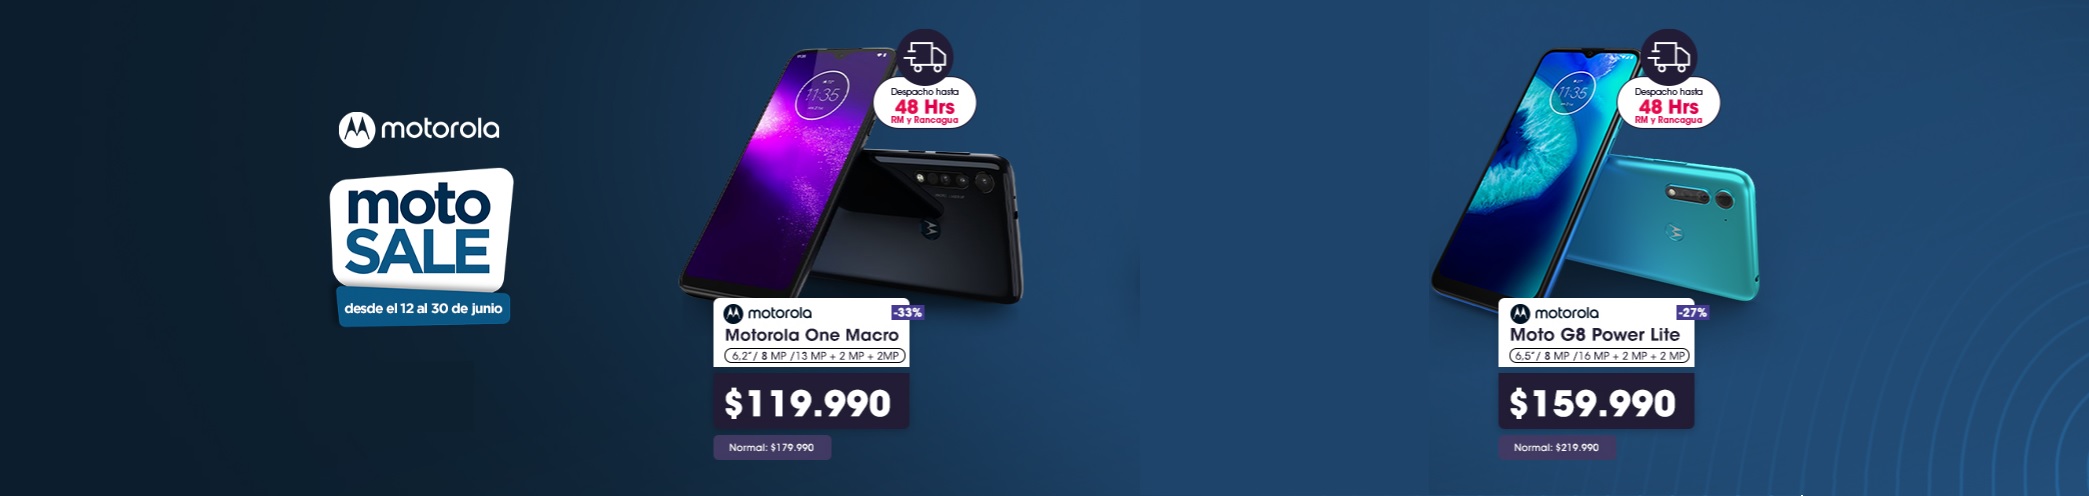 motorola
moto
SALE
desde el 12 al 30 de junio
11:35
Despacho hasta
48 Hrs
RM y Rancagua
motorola
-33%
Motorola One Macro
6,2"/ 8 MP /13 MP + 2 MP + 2MP
$119.990
Normal: $179.990
11:35
Despacho hasta
48 Hrs
RM y Rancagua
motorola
-27%
Moto G8 Power Lite
6,5"/ 8 MP /16 MP + 2 MP + 2 MP
$159.990
Normal: $219.990